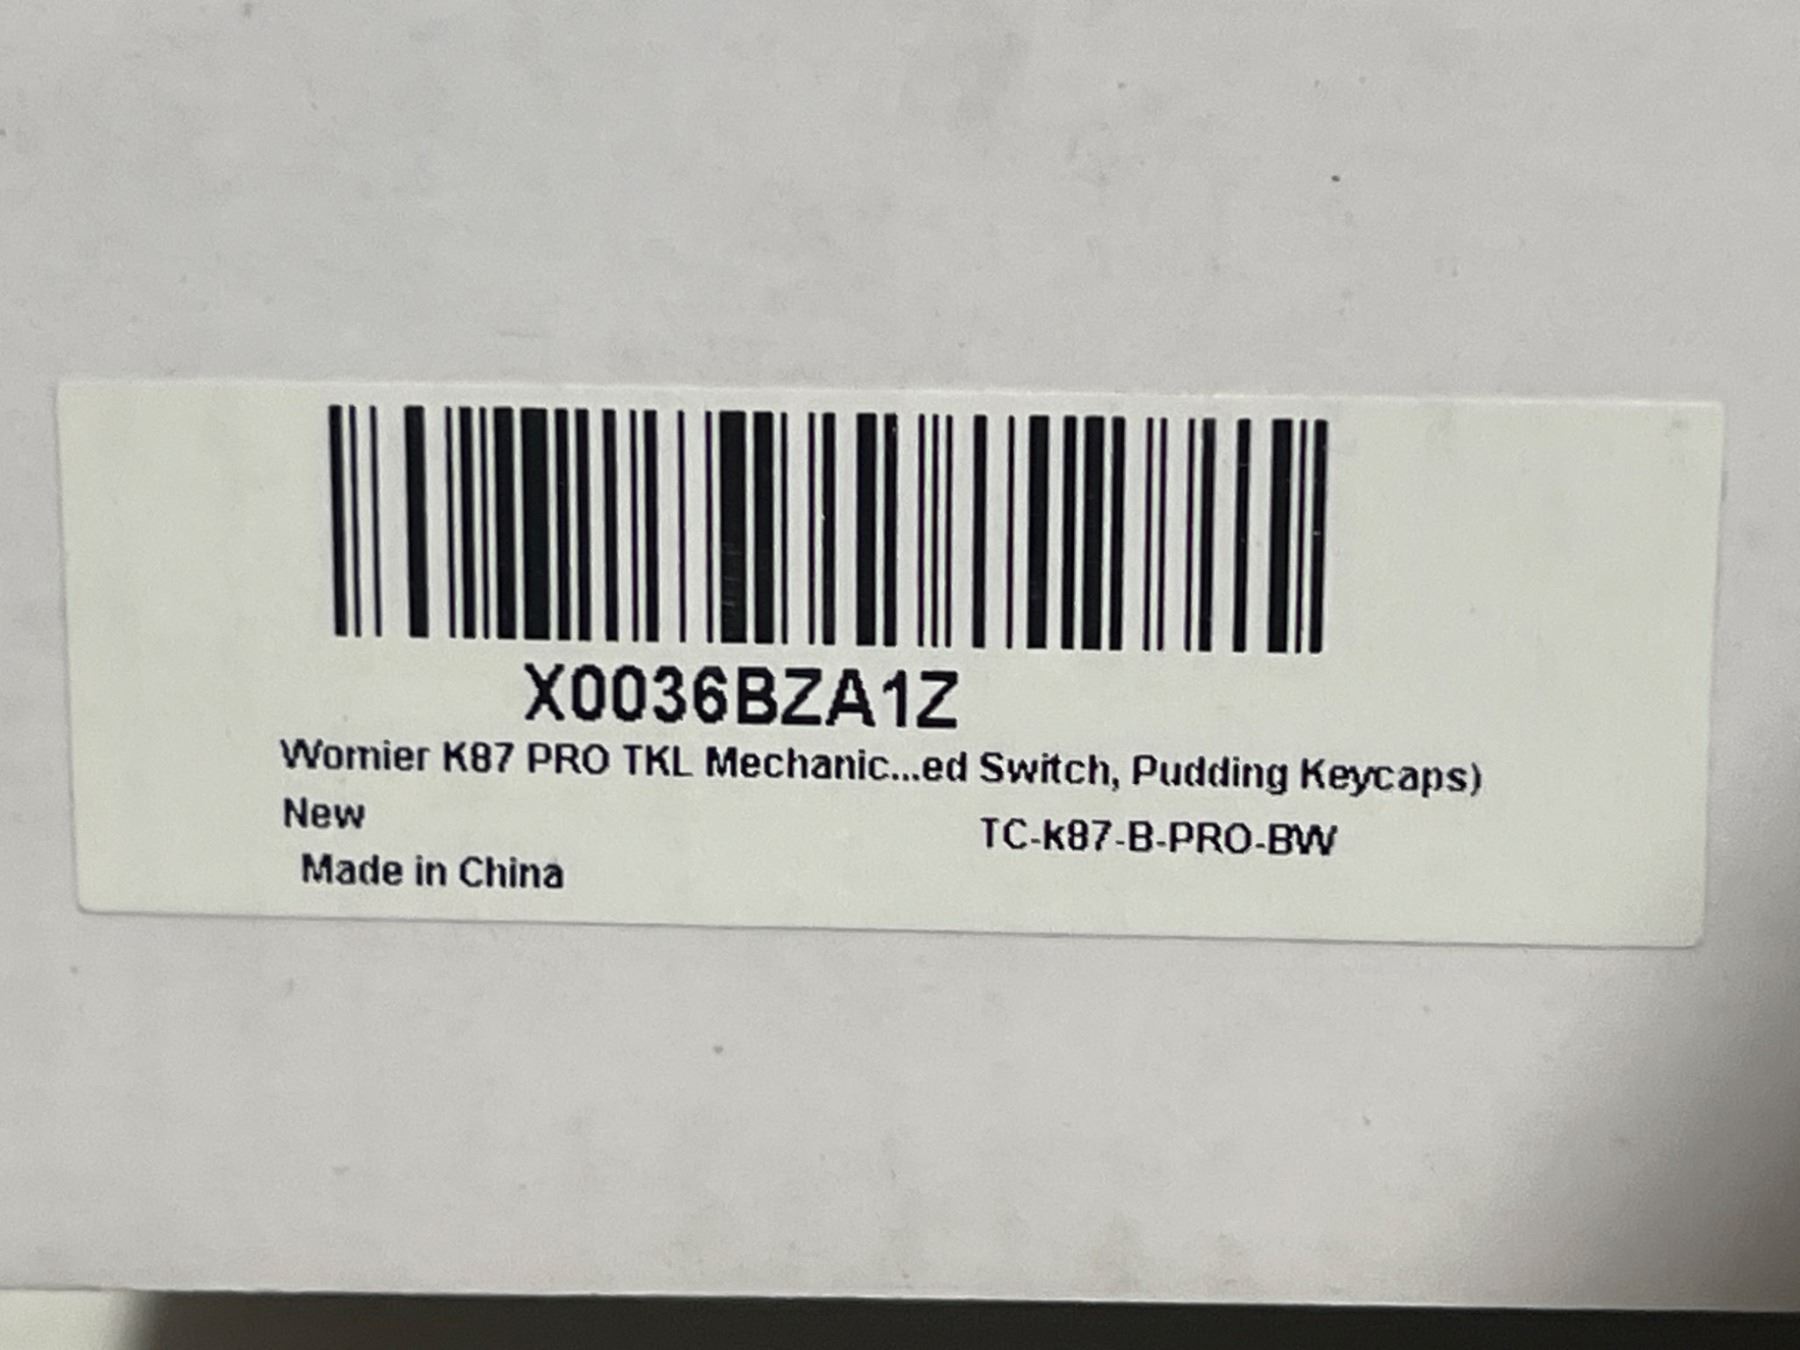 X0036BZA1Z
Womier K87 PRO TKL Mechanic...ed Switch, Pudding Keycaps)
New
TC-k87-B-PRO-BW
Made in China